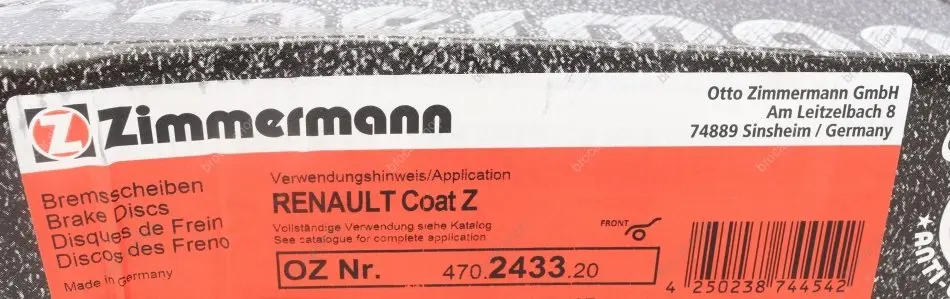 Zimmermann
Otto Zimmermann GmbH
Am Leitzelbach 8
74889 Sinsheim / Germany
Bremsscheiben
Brake Discs
Disques de Frein
Discos des Freno
Made in Germany
Verwendungshinweis/Application
RENAULT Coat Z
Vollständige Verwendung siehe Katalog
See catalogue for complete application
OZ Nr. 470.2433.20
FRONT
4 250238 744542
ANTI